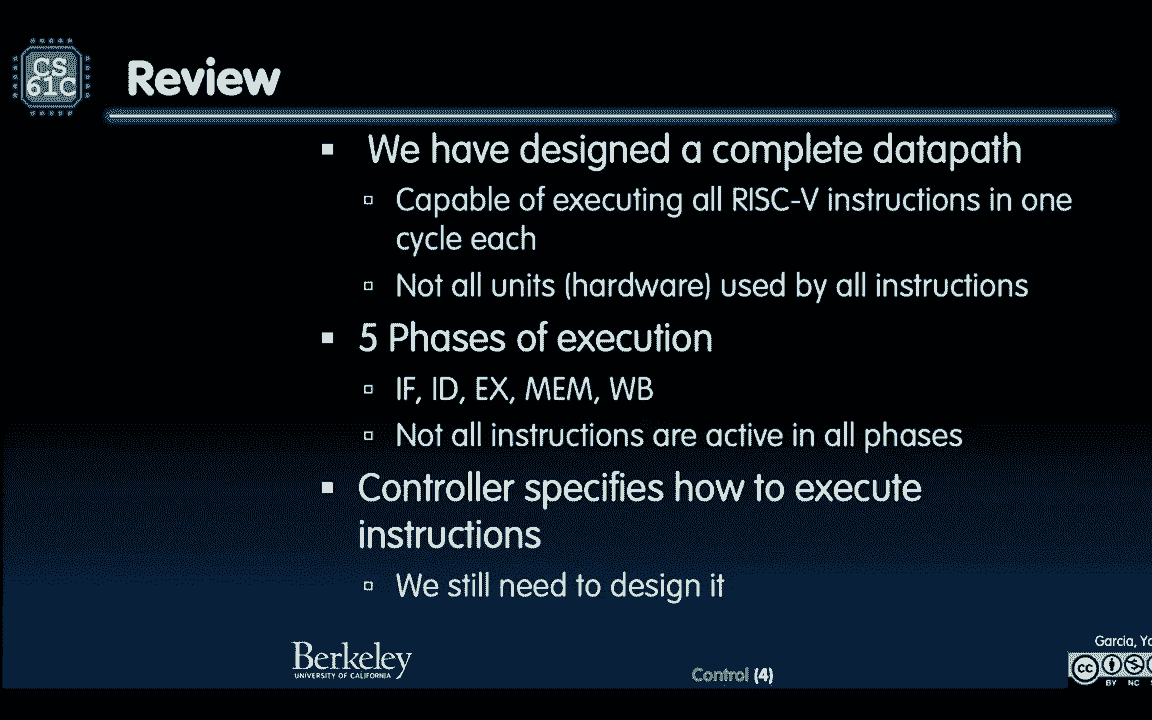 CS
61C
Review
▪ We have designed a complete datapath
▫ Capable of executing all RISC-V instructions in one
cycle each
▫ Not all units (hardware) used by all instructions
▪ 5 Phases of execution
▫ IF, ID, EX, MEM, WB
▫ Not all instructions are active in all phases
▪ Controller specifies how to execute
instructions
▫ We still need to design it
Berkeley
UNIVERSITY OF CALIFORNIA
Control (4)
Garcia,
cc
BY NC